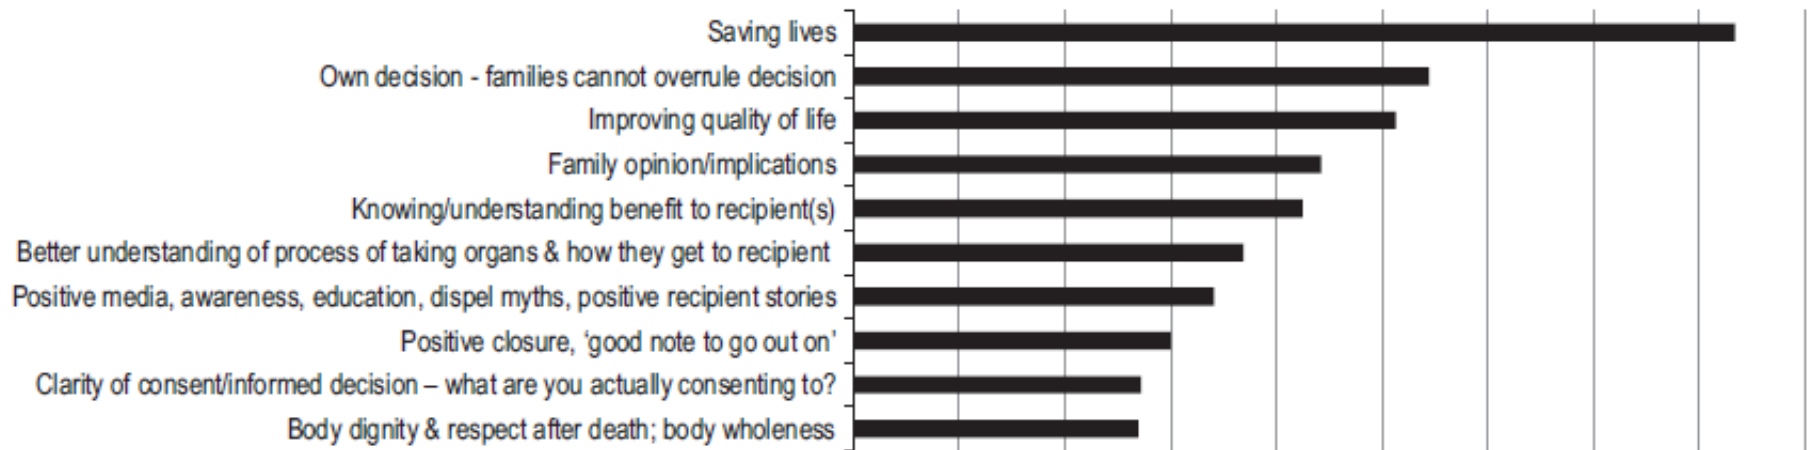 Saving lives
Own decision - families cannot overrule decision
Improving quality of life
Family opinion/implications
Knowing/understanding benefit to recipient(s)
Better understanding of process of taking organs & how they get to recipient
Positive media, awareness, education, dispel myths, positive recipient stories
Positive closure, ‘good note to go out on’
Clarity of consent/informed decision – what are you actually consenting to?
Body dignity & respect after death; body wholeness